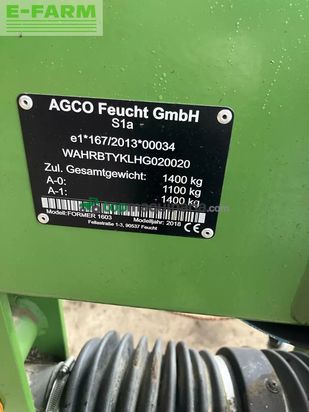 E-FARM
AGCO Feucht GmbH
S1a
e1*167/2013*00034
WAHRBTYKLHG020020
Zul. Gesamtgewicht: 1400 kg
A-0: 1100 kg
A-1: 1400 kg
Modell: FORMER 1603 Modelljahr: 2018
Fellastraße 1-3, 90537 Feucht